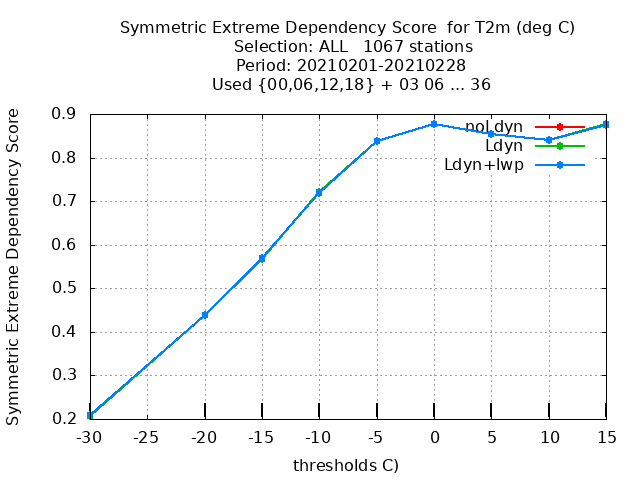 Symmetric Extreme Dependency Score  for T2m (deg C)
Selection: ALL   1067 stations
Period: 20210201-20210228
Used {00,06,12,18} + 03 06 ... 36
Symmetric Extreme Dependency Score
0.9
0.8
0.7
0.6
0.5
0.4
0.3
0.2
noLdyn
Ldyn
Ldyn+lwp
-30 -25 -20 -15 -10 -5 0 5 10 15
thresholds C)